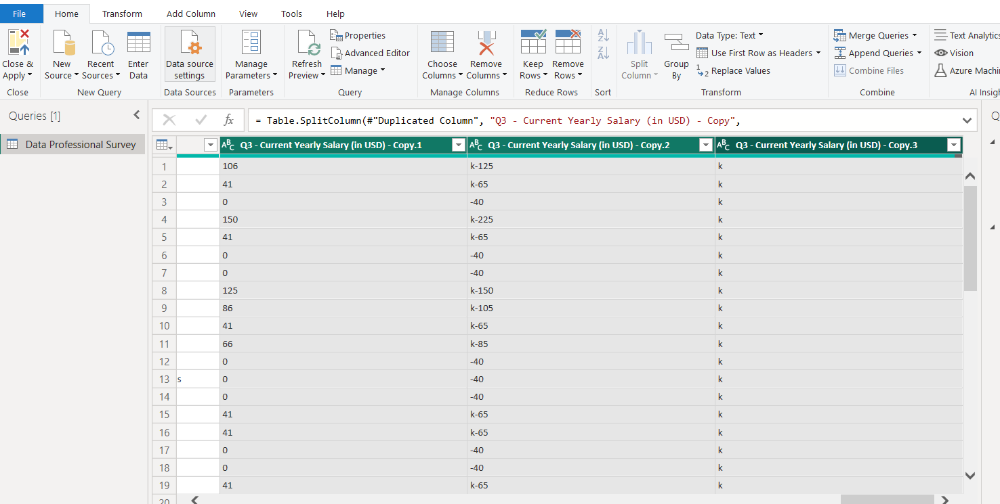 File Home Transform Add Column View Tools Help
Close & Apply
New Source
Recent Sources
Enter Data
Data source settings
Manage Parameters
Refresh Preview
Properties
Advanced Editor
Manage
Choose Columns
Remove Columns
Keep Rows
Remove Rows
A Z
Z A
Split Column
Group By
Data Type: Text
Use First Row as Headers
1 2 Replace Values
Merge Queries
Append Queries
Combine Files
Text Analytics
Vision
Azure Machin
Close New Query Data Sources Parameters Query Manage Columns Reduce Rows Sort Transform Combine AI Insigh
Queries [1]
Data Professional Survey
fx = Table.SplitColumn(#"Duplicated Column", "Q3 - Current Yearly Salary (in USD) - Copy",
Q
ABC Q3 - Current Yearly Salary (in USD) - Copy.1 ABC Q3 - Current Yearly Salary (in USD) - Copy.2 ABC Q3 - Current Yearly Salary (in USD) - Copy.3
1 106 k-125 k
2 41 k-65 k
3 0 -40 k
4 150 k-225 k
5 41 k-65 k
6 0 -40 k
7 0 -40 k
8 125 k-150 k
9 86 k-105 k
10 41 k-65 k
11 66 k-85 k
12 0 -40 k
13 s 0 -40 k
14 0 -40 k
15 41 k-65 k
16 41 k-65 k
17 0 -40 k
18 0 -40 k
19 41 k-65 k
20